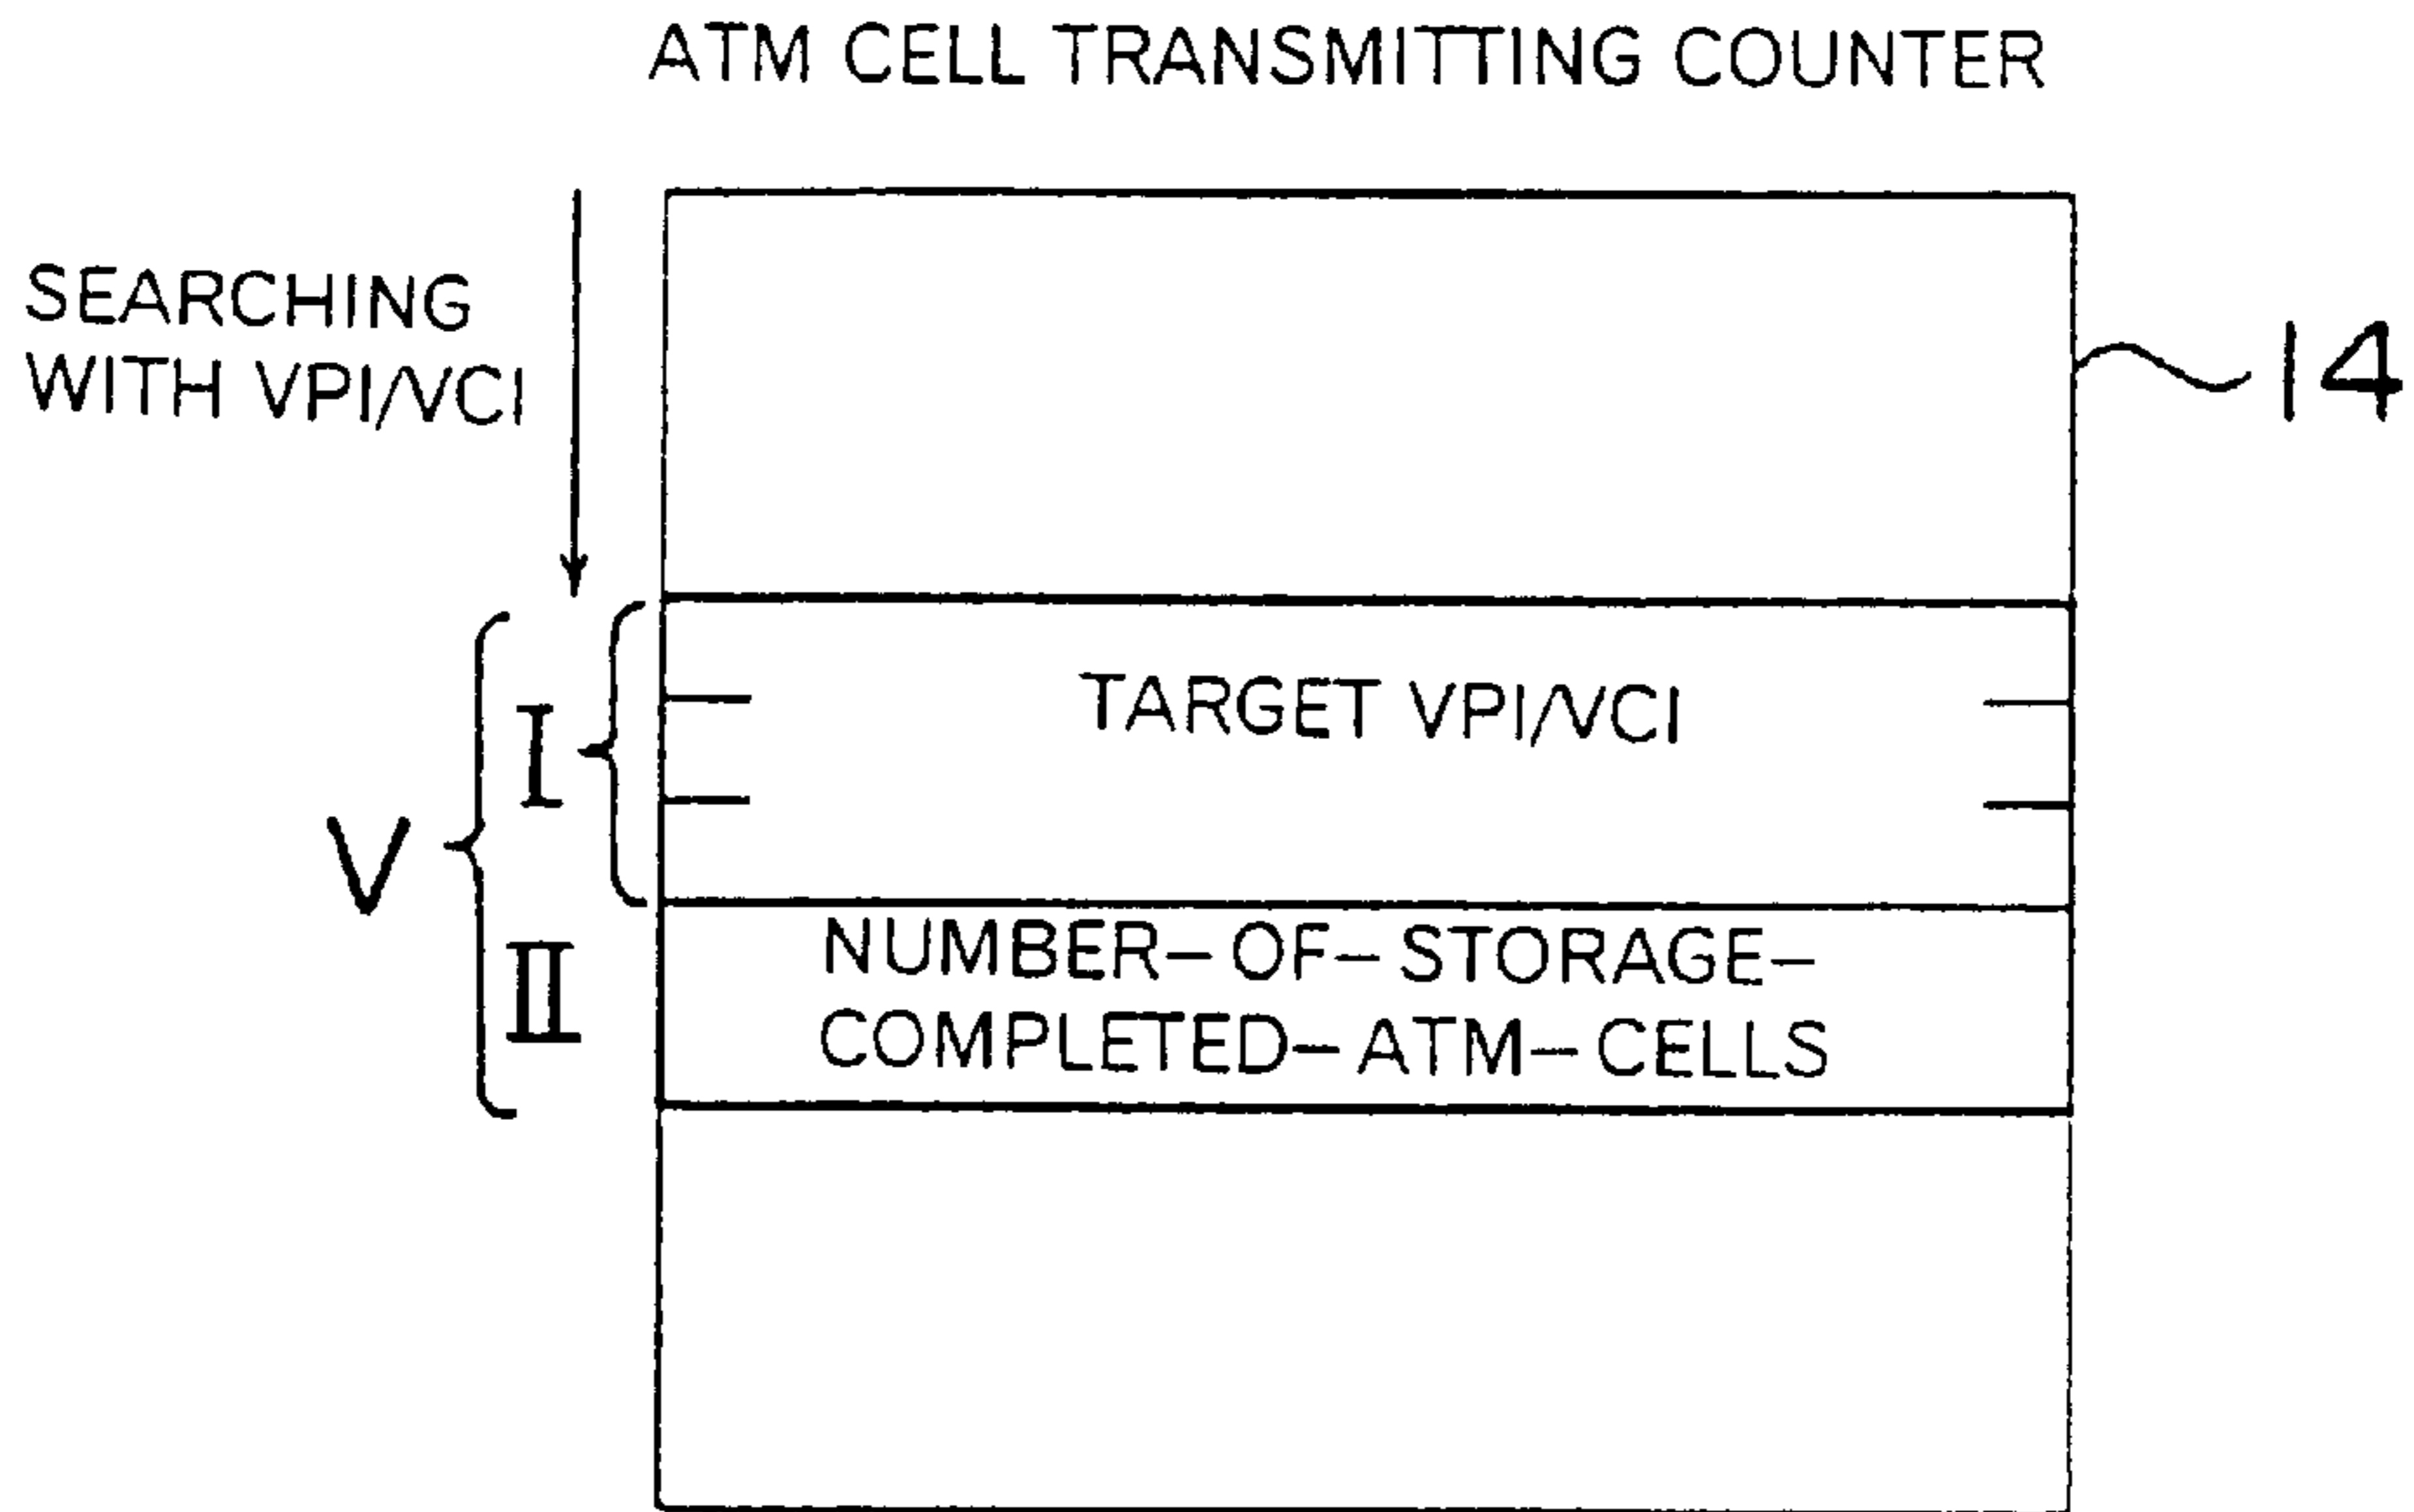 ATM CELL TRANSMITTING COUNTER
SEARCHING
WITH VPI/VCI
14
TARGET VPI/VCI
I
V
NUMBER-OF-STORAGE-
COMPLETED-ATM-CELLS
II